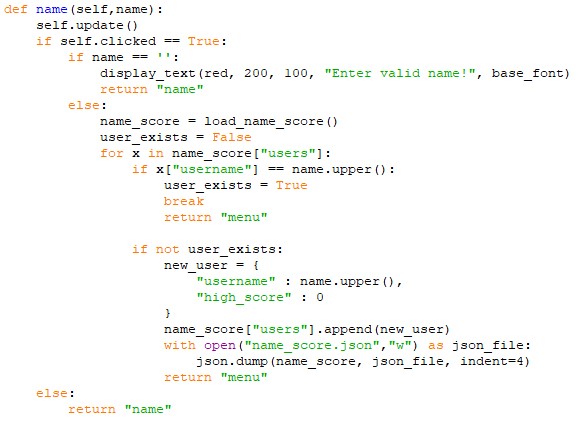 def name(self,name):
    self.update()
    if self.clicked == True:
        if name == '':
            display_text(red, 200, 100, "Enter valid name!", base_font)
            return "name"
        else:
            name_score = load_name_score()
            user_exists = False
            for x in name_score["users"]:
                if x["username"] == name.upper():
                    user_exists = True
                    break
                    return "menu"

                if not user_exists:
                    new_user = {
                        "username" : name.upper(),
                        "high_score" : 0
                    }
                    name_score["users"].append(new_user)
                    with open("name_score.json","w") as json_file:
                        json.dump(name_score, json_file, indent=4)
                    return "menu"
    else:
        return "name"